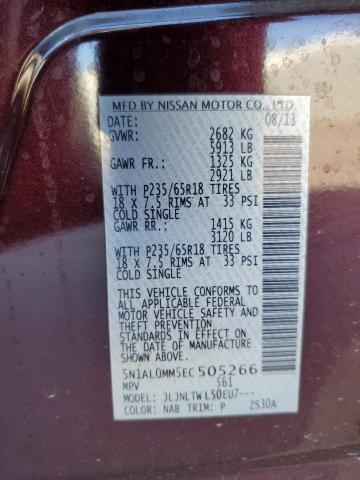 MFD BY NISSAN MOTOR CO., LTD.
DATE: 08/13
GVWR: 2682 KG
5913 LB
GAWR FR.: 1325 KG
2921 LB
WITH P235/65R18 TIRES
18 X 7.5 RIMS AT 33 PSI
COLD SINGLE
GAWR RR.: 1415 KG
3120 LB
WITH P235/65R18 TIRES
18 X 7.5 RIMS AT 33 PSI
COLD SINGLE
THIS VEHICLE CONFORMS TO
ALL APPLICABLE FEDERAL
MOTOR VEHICLE SAFETY AND
THEFT PREVENTION
STANDARDS IN EFFECT ON
THE DATE OF MANUFACTURE
SHOWN ABOVE.
5N1AL0MM5EC505266
MPV S61
MODEL: JLJNLTWL50EU7---
COLOR: NAB TRIM: P ZS30A